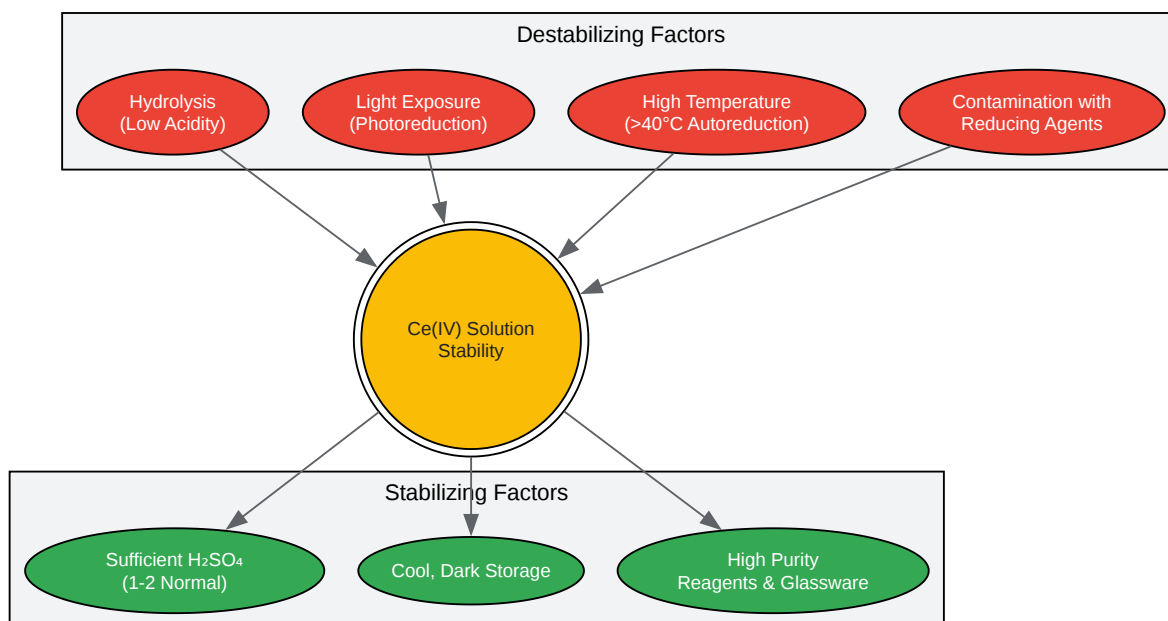 Destabilizing Factors
Hydrolysis
(Low Acidity)
Light Exposure
(Photoreduction)
High Temperature
(>40°C Autoreduction)
Contamination with
Reducing Agents
Ce(IV) Solution
Stability
Stabilizing Factors
Sufficient H₂SO₄
(1-2 Normal)
Cool, Dark Storage
High Purity
Reagents & Glassware